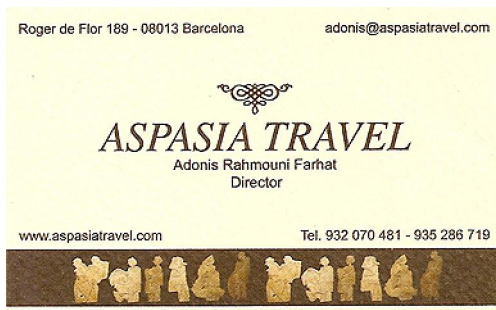 Roger de Flor 189 - 08013 Barcelona
adonis@aspasiatravel.com
ASPASIA TRAVEL
Adonis Rahmouni Farhat
Director
www.aspasiatravel.com
Tel. 932 070 481 - 935 286 719